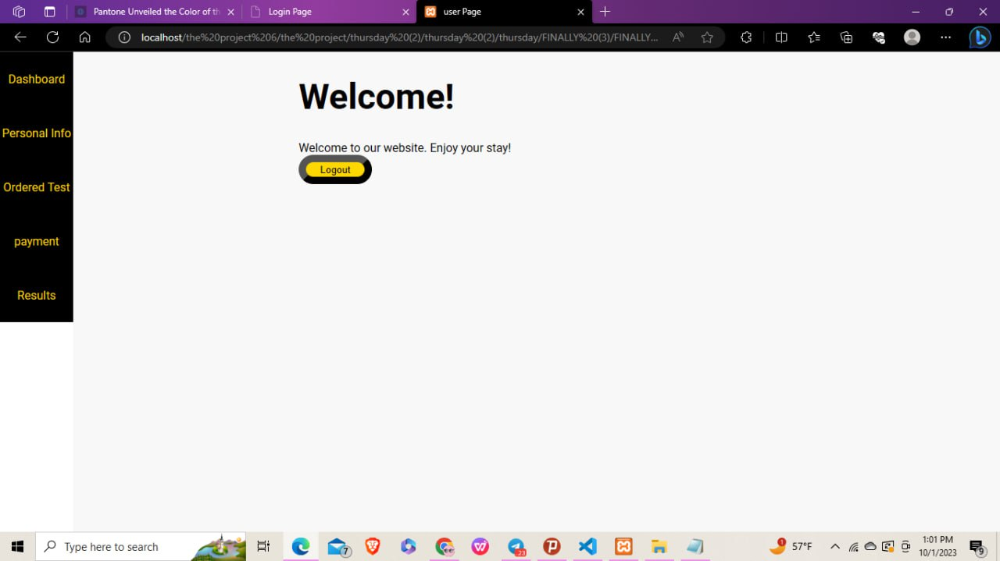 Pantone Unveiled the Color of th
Login Page
user Page
localhost/the%20project%206/the%20project/thursday%20(2)/thursday%20(2)/thursday/FINALLY%20(3)/FINALLY...
Dashboard
Personal Info
Ordered Test
payment
Results
Welcome!
Welcome to our website. Enjoy your stay!
Logout
Type here to search
7
23
1
57°F
1:01 PM
10/1/2023
9